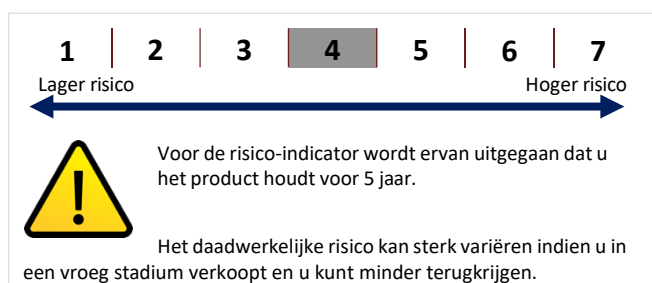 1 2 3 4 5 6 7
Lager risico Hoger risico
Voor de risico-indicator wordt ervan uitgegaan dat u
het product houdt voor 5 jaar.
Het daadwerkelijke risico kan sterk variëren indien u in
een vroeg stadium verkoopt en u kunt minder terugkrijgen.